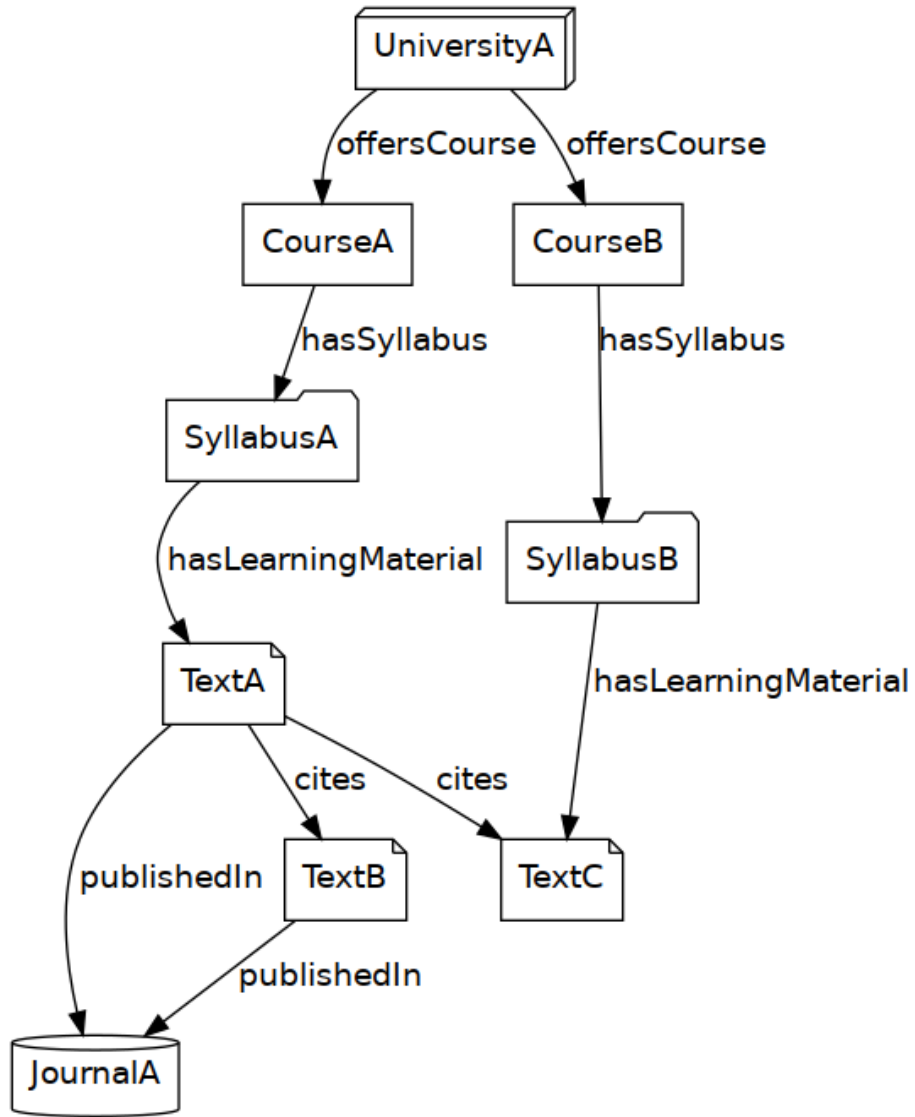 UniversityA
offersCourse
offersCourse
CourseA
CourseB
hasSyllabus
hasSyllabus
SyllabusA
hasLearningMaterial
SyllabusB
TextA
hasLearningMaterial
cites
cites
publishedIn
TextB
TextC
publishedIn
JournalA